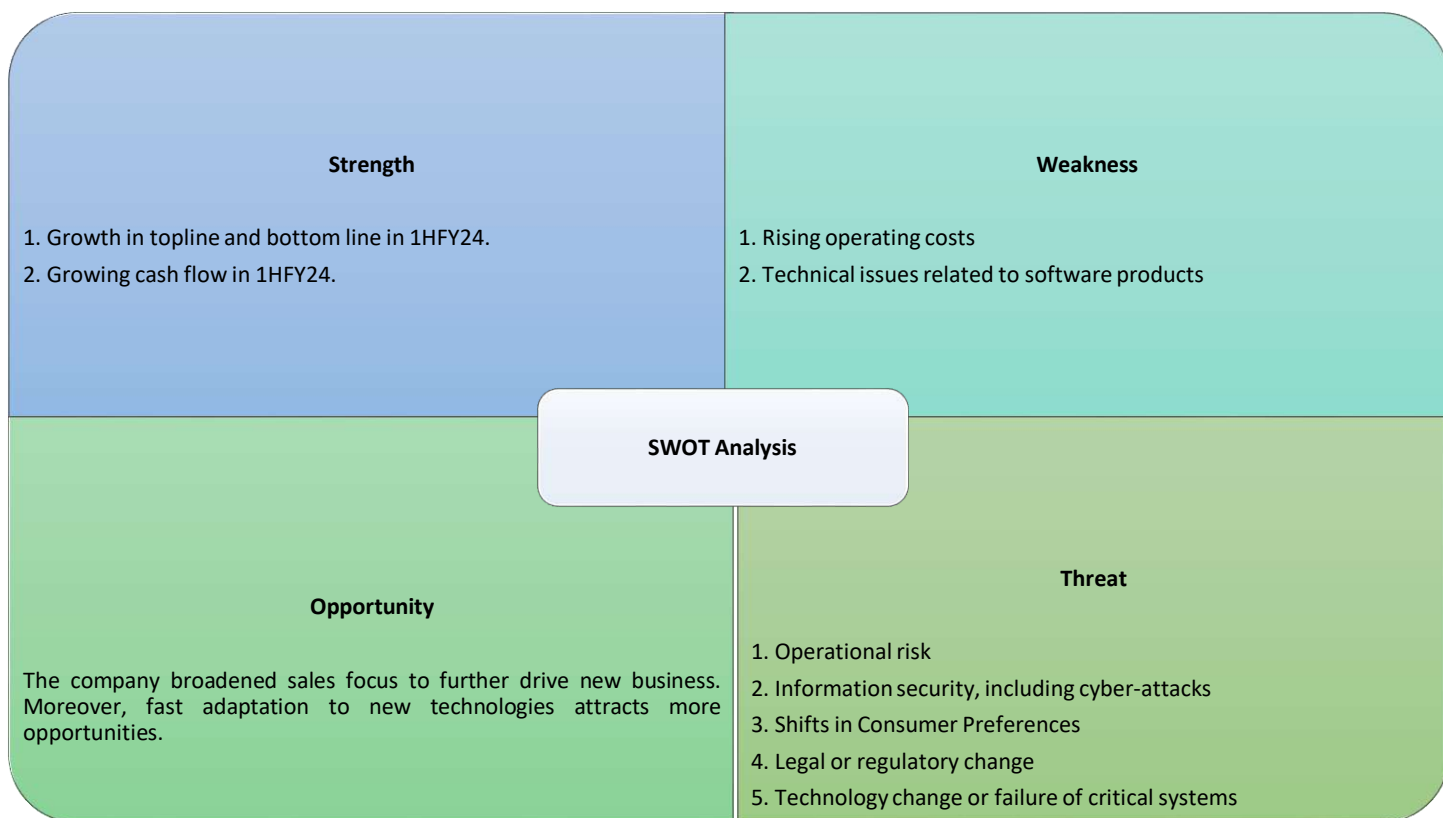 Strength
1. Growth in topline and bottom line in 1HFY24.
2. Growing cash flow in 1HFY24.
Weakness
1. Rising operating costs
2. Technical issues related to software products
SWOT Analysis
Opportunity
The company broadened sales focus to further drive new business.
Moreover, fast adaptation to new technologies attracts more
opportunities.
Threat
1. Operational risk
2. Information security, including cyber-attacks
3. Shifts in Consumer Preferences
4. Legal or regulatory change
5. Technology change or failure of critical systems